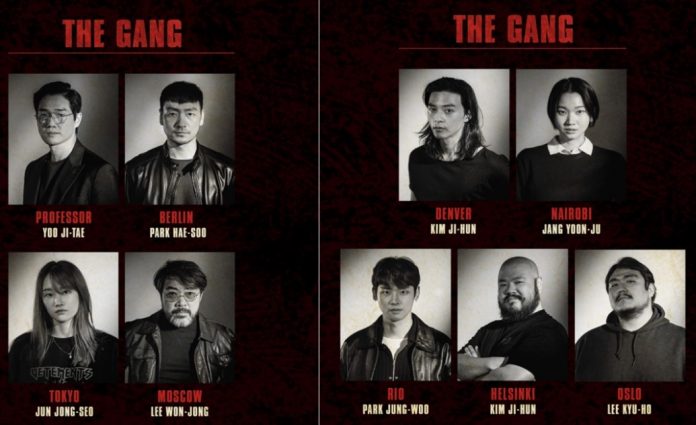 THE GANG
PROFESSOR
YOO JI-TAE
BERLIN
PARK HAE-SOO
VETEMENTS
TOKYO
JUN JONG-SEO
MOSCOW
LEE WON-JONG
THE GANG
DENVER
KIM JI-HUN
NAIROBI
JANG YOON-JU
RIO
PARK JUNG-WOO
HELSINKI
KIM JI-HUN
OSLO
LEE KYU-HO